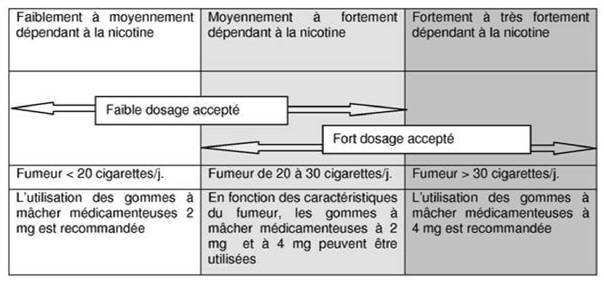 Faiblement à moyennement
dépendant à la nicotine
Moyennement à fortement
dépendant à la nicotine
Fortement à très fortement
dépendant à la nicotine
Faible dosage accepté
Fort dosage accepté
Fumeur < 20 cigarettes/j.
Fumeur de 20 à 30 cigarettes/j.
Fumeur > 30 cigarettes/j.
L'utilisation des gommes à
mâcher médicamenteuses 2
mg est recommandée
En fonction des caractéristiques
du fumeur, les gommes à
mâcher médicamenteuses à 2
mg et à 4 mg peuvent être
utilisées
L'utilisation des gommes à
mâcher médicamenteuses à
4 mg est recommandée